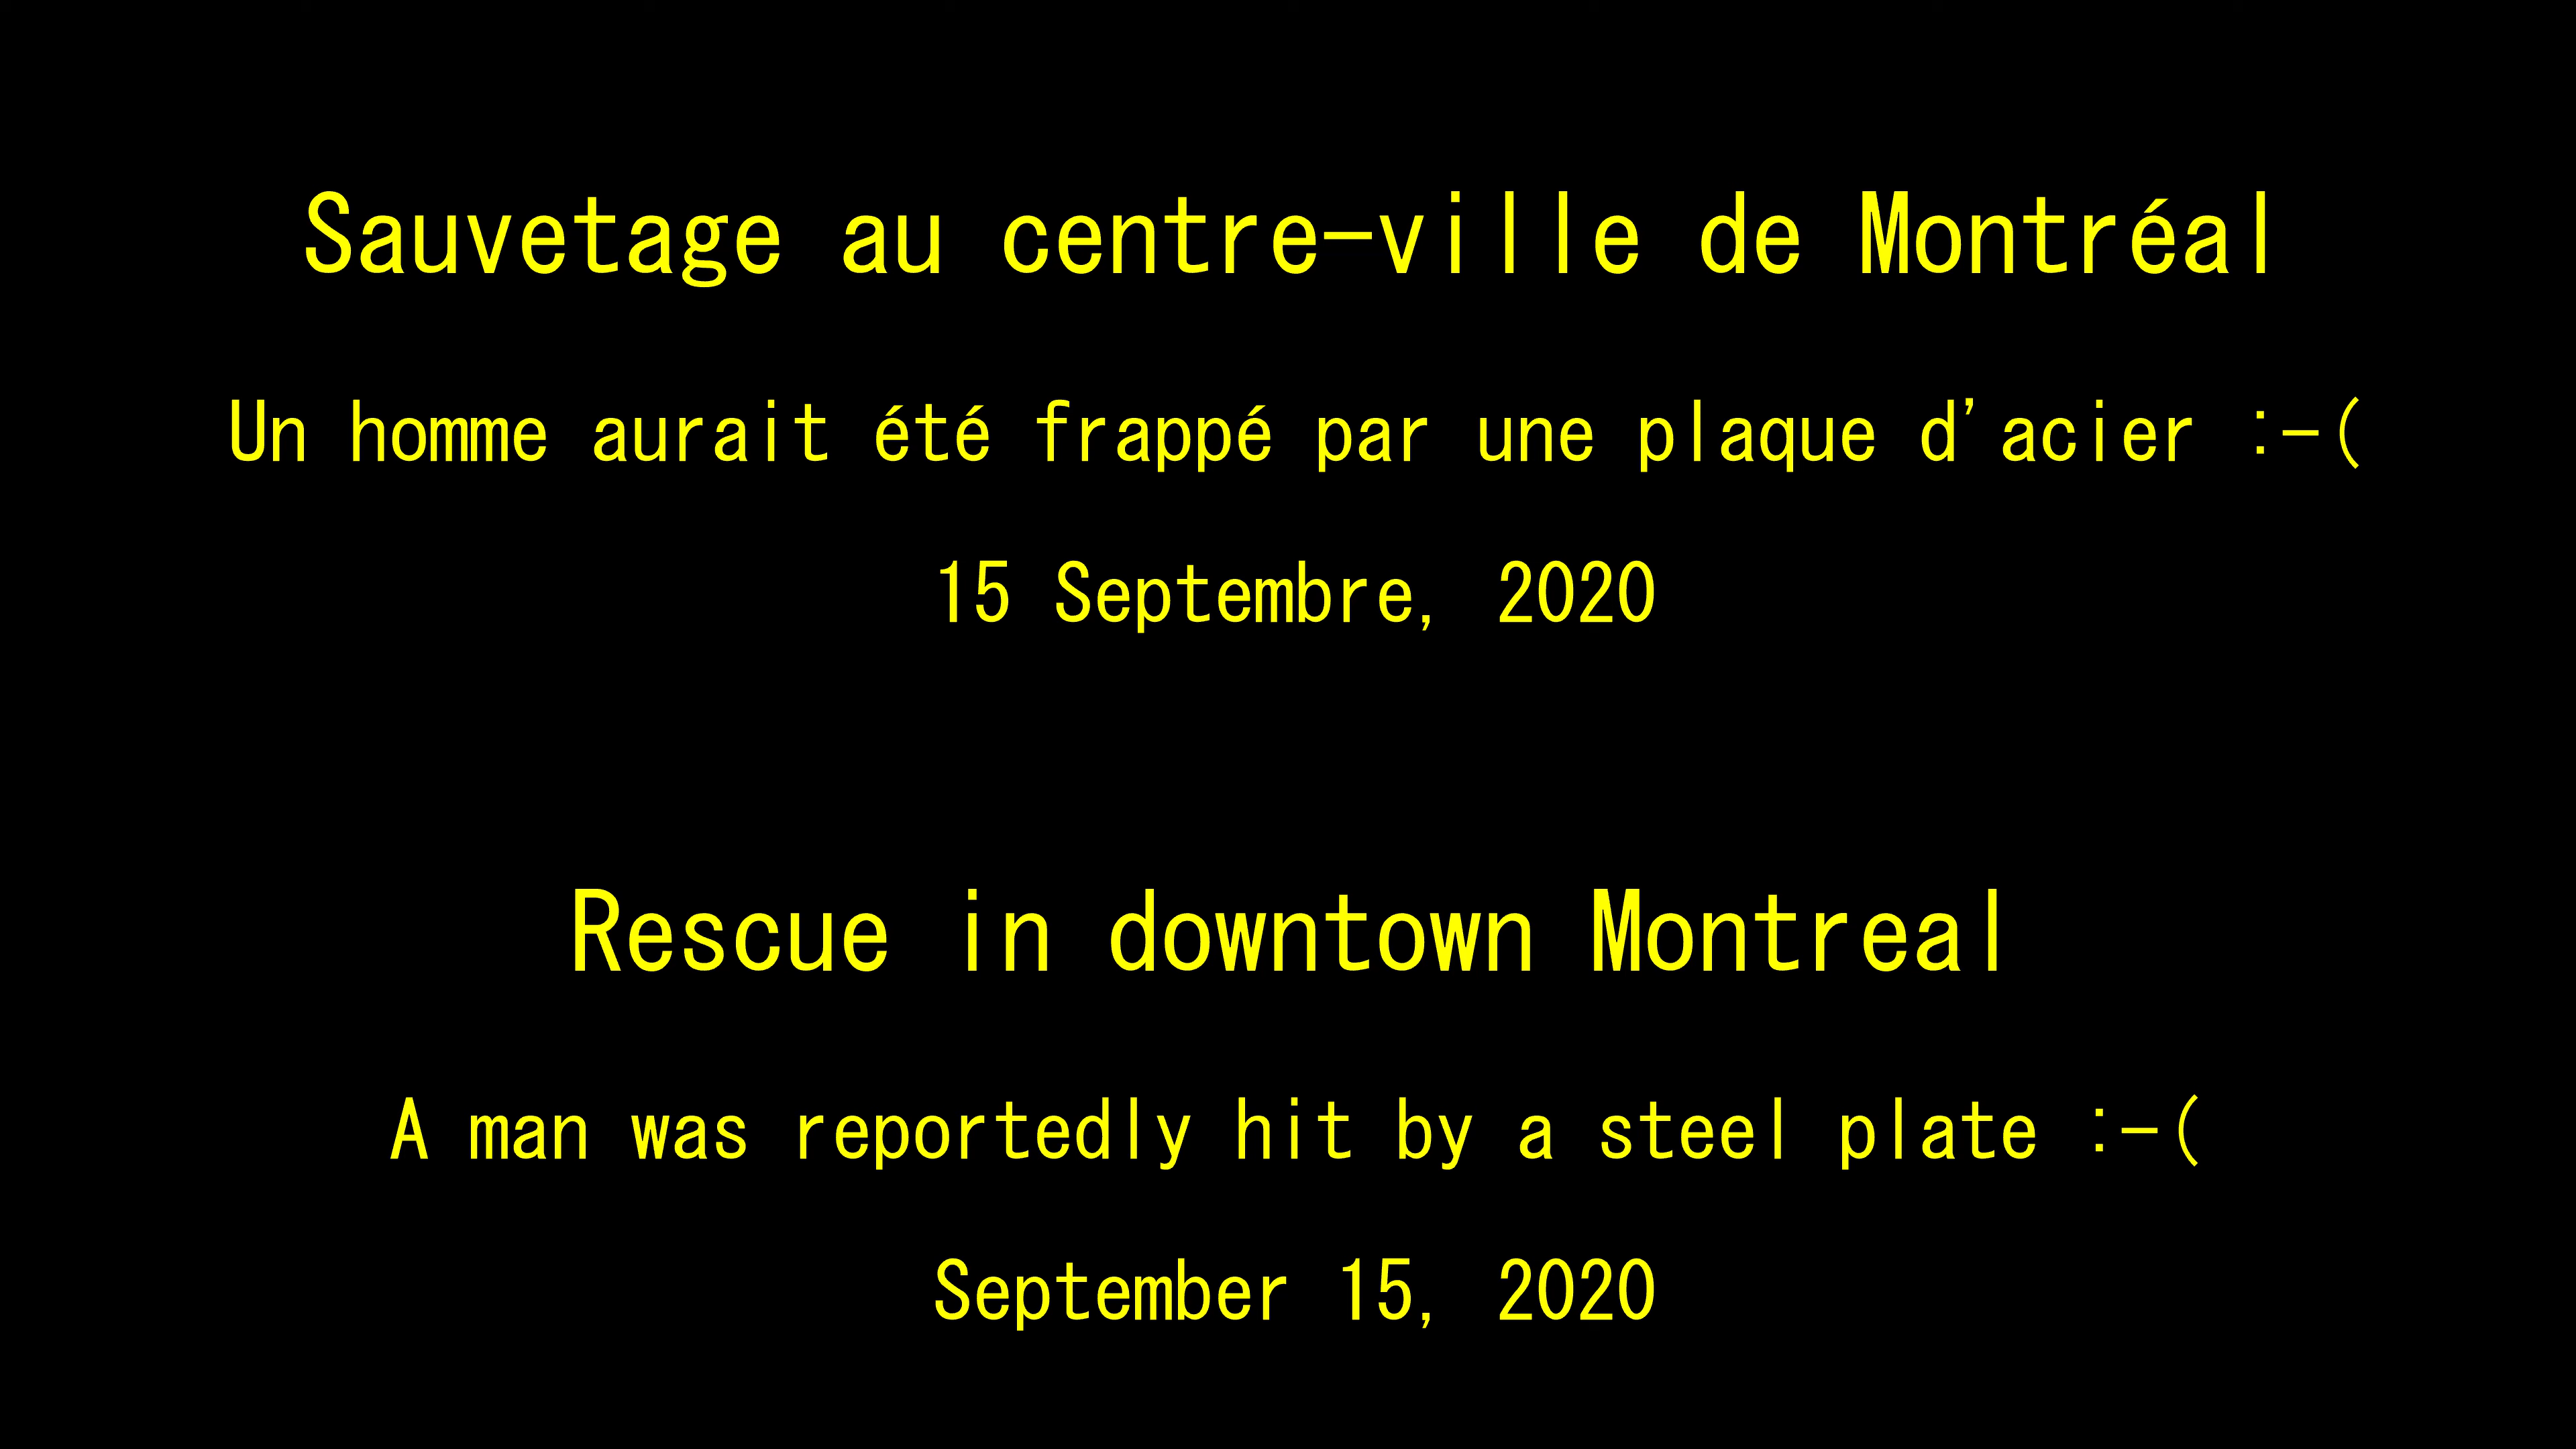 Sauvetage au centre-ville de Montréal
Un homme aurait été frappé par une plaque d'acier :-(
15 Septembre, 2020
Rescue in downtown Montreal
A man was reportedly hit by a steel plate :-(
September 15, 2020